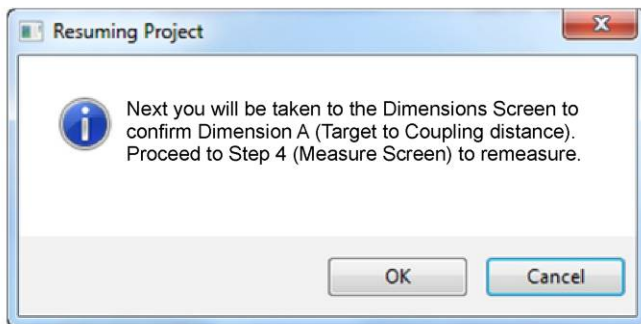 Resuming Project
Next you will be taken to the Dimensions Screen to
confirm Dimension A (Target to Coupling distance).
Proceed to Step 4 (Measure Screen) to remeasure.
OK
Cancel